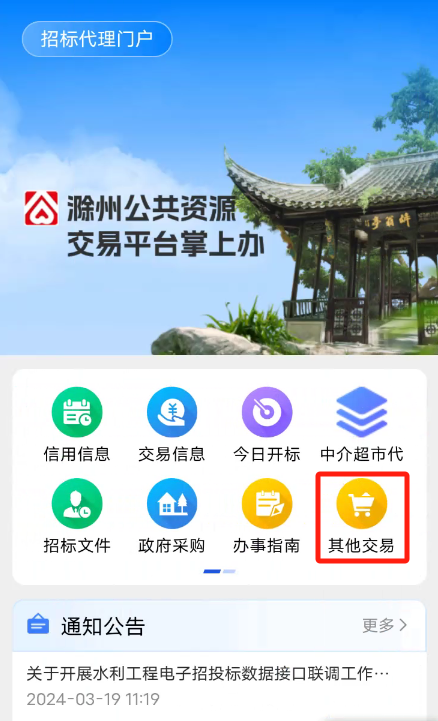 招标代理门户
滁州公共资源
交易平台掌上办
信用信息
交易信息
今日开标
中介超市代
招标文件
政府采购
办事指南
其他交易
通知公告
更多
关于开展水利工程电子招投标数据接口联调工作…
2024-03-19 11:19